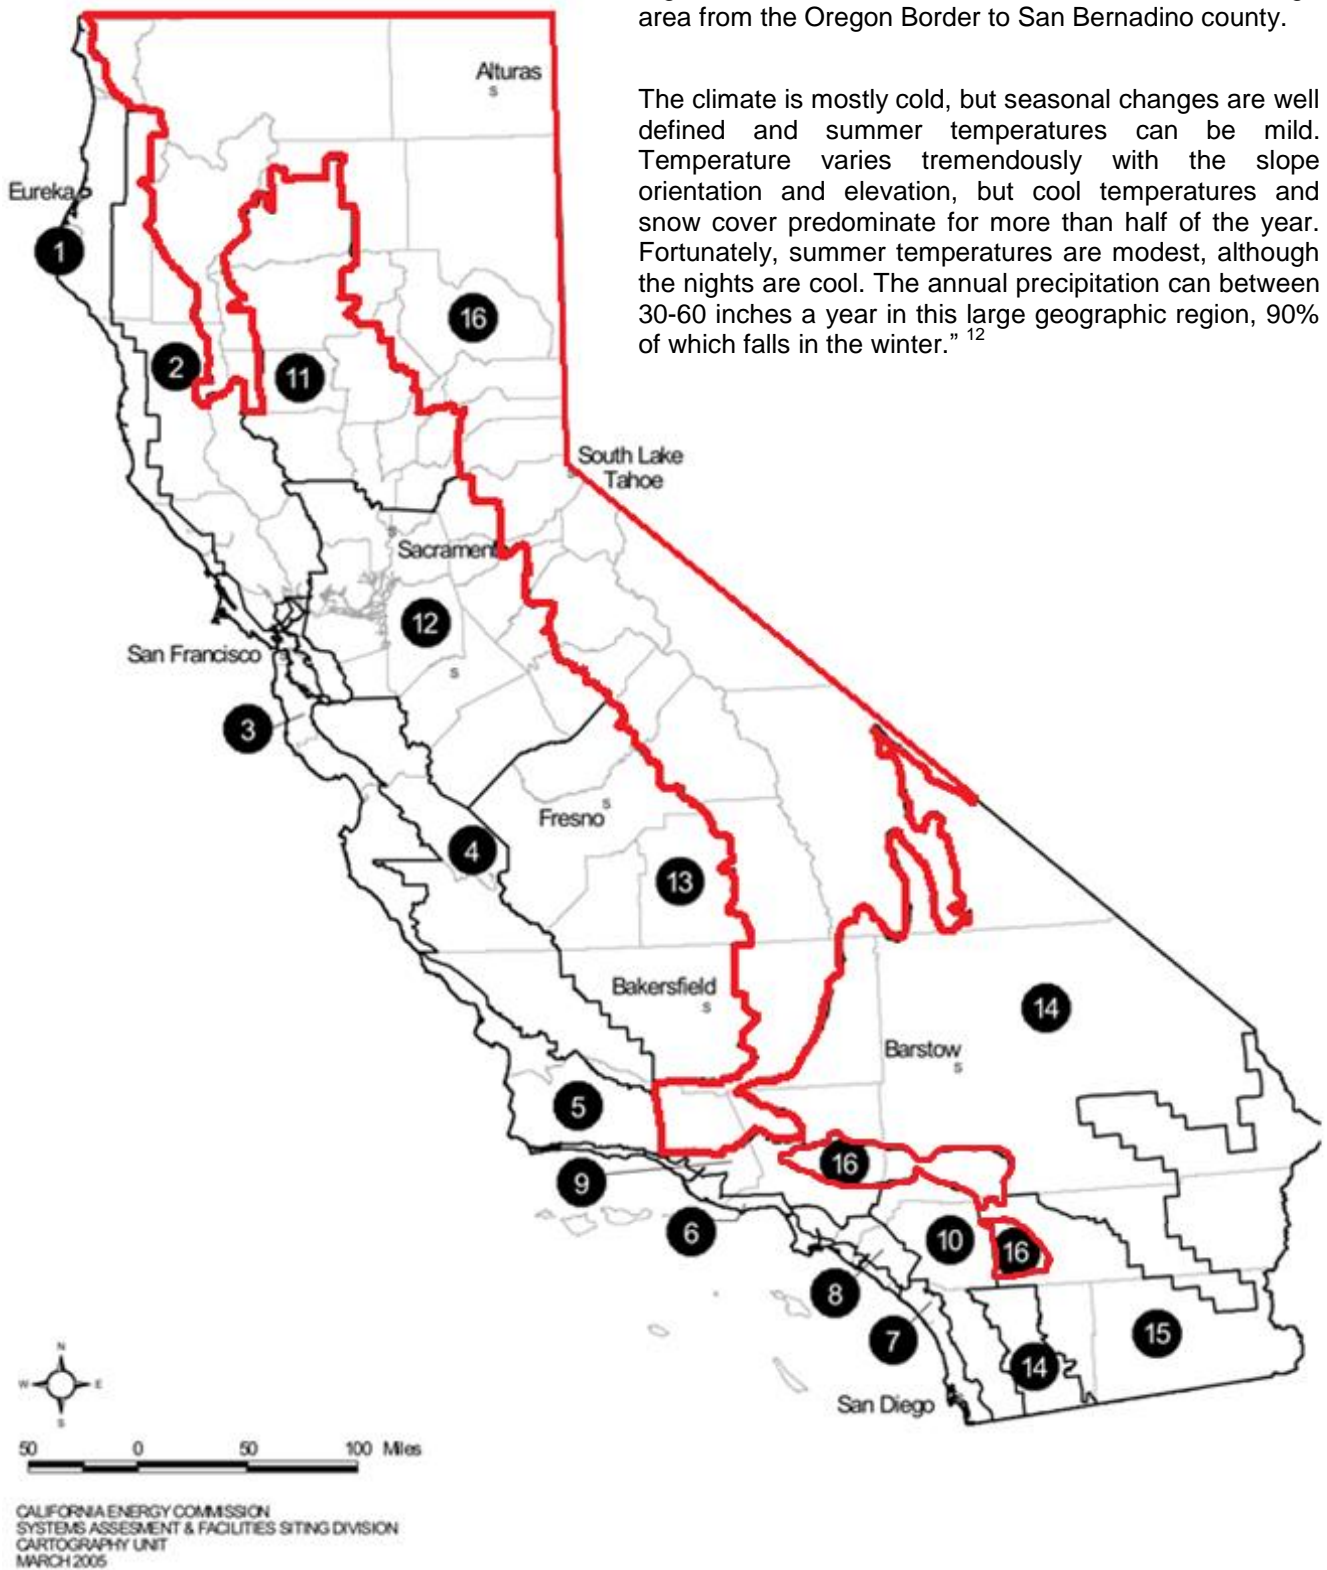 area from the Oregon Border to San Bernadino county.
The climate is mostly cold, but seasonal changes are well
defined and summer temperatures can be mild.
Temperature varies tremendously with the slope
orientation and elevation, but cool temperatures and
snow cover predominate for more than half of the year.
Fortunately, summer temperatures are modest, although
the nights are cool. The annual precipitation can between
30-60 inches a year in this large geographic region, 90%
of which falls in the winter.” 12
Alturas
s
Eureka
1
16
2
11
South Lake
Tahoe
s
s
Sacrament
12
San Francisco
s
3
Fresno
s
4
13
Bakersfield
s
14
Barstow
s
5
16
9
6
10
16
8
7
15
14
San Diego
N
W
E
S
50
0
50
100 Miles
CALIFORNIA ENERGY COMMISSION
SYSTEMS ASSESMENT & FACILITIES SITING DIVISION
CARTOGRAPHY UNIT
MARCH 2005